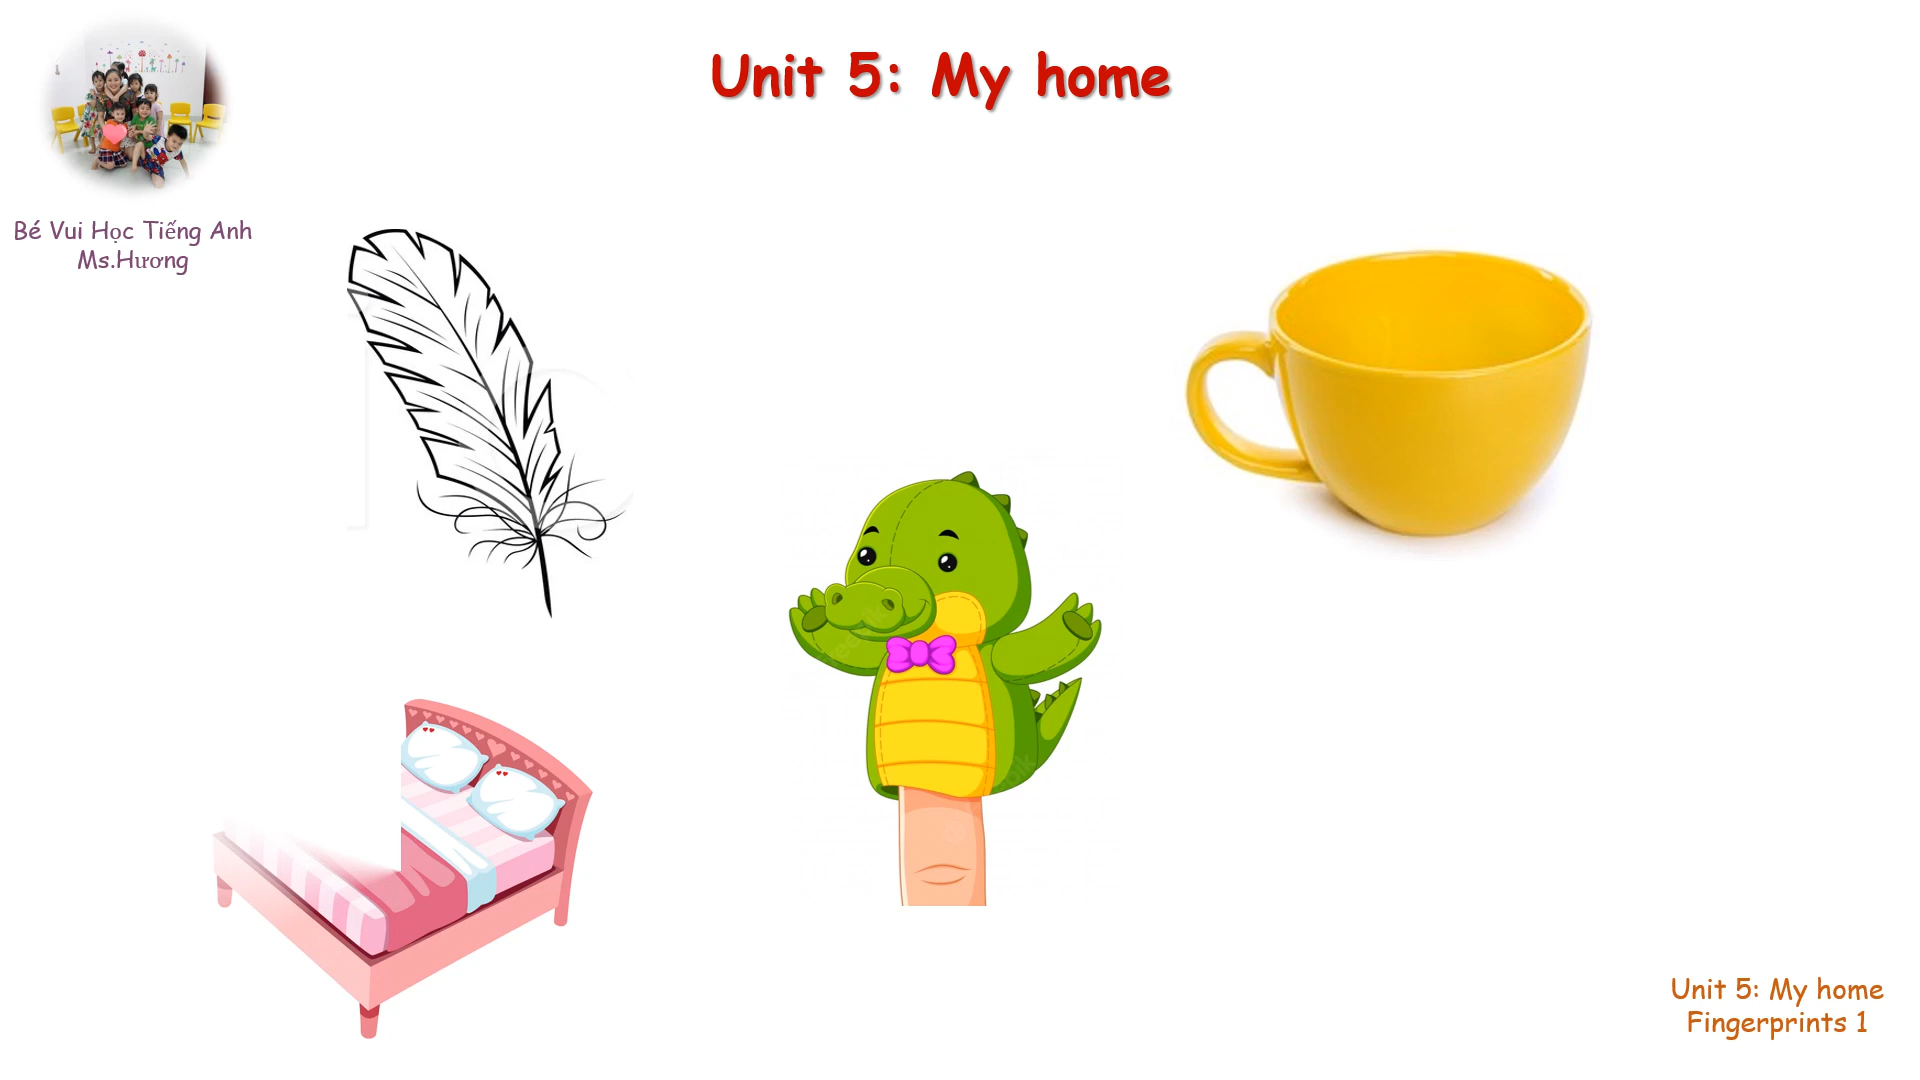 Unit 5: My home
Bé Vui Học Tiếng Anh
Ms.Hương
Unit 5: My home
Fingerprints 1